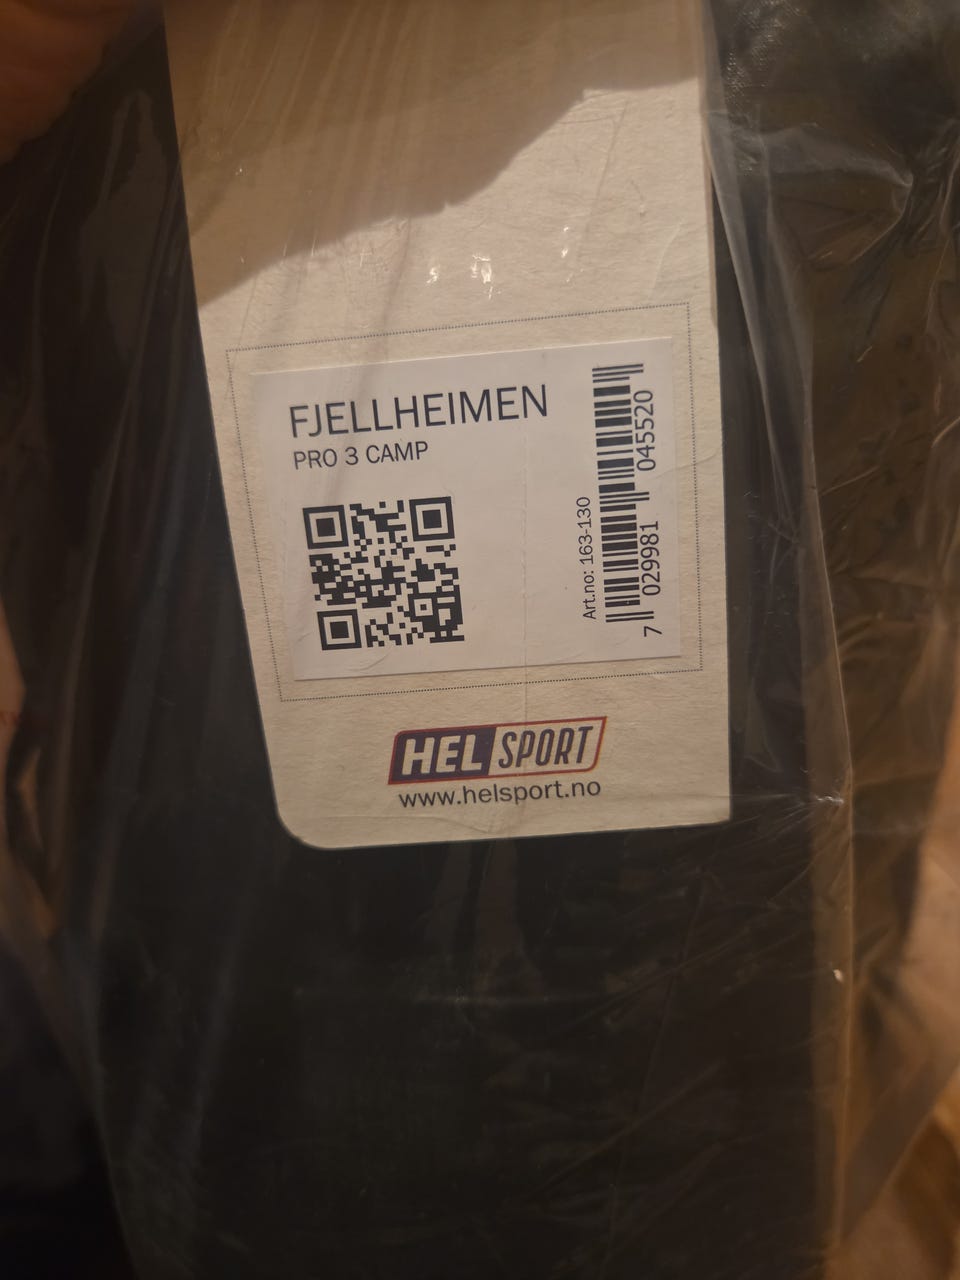 FJELLHEIMEN
PRO 3 CAMP
Art.no: 163-130
7 029981 045520
HELSPORT
www.helsport.no